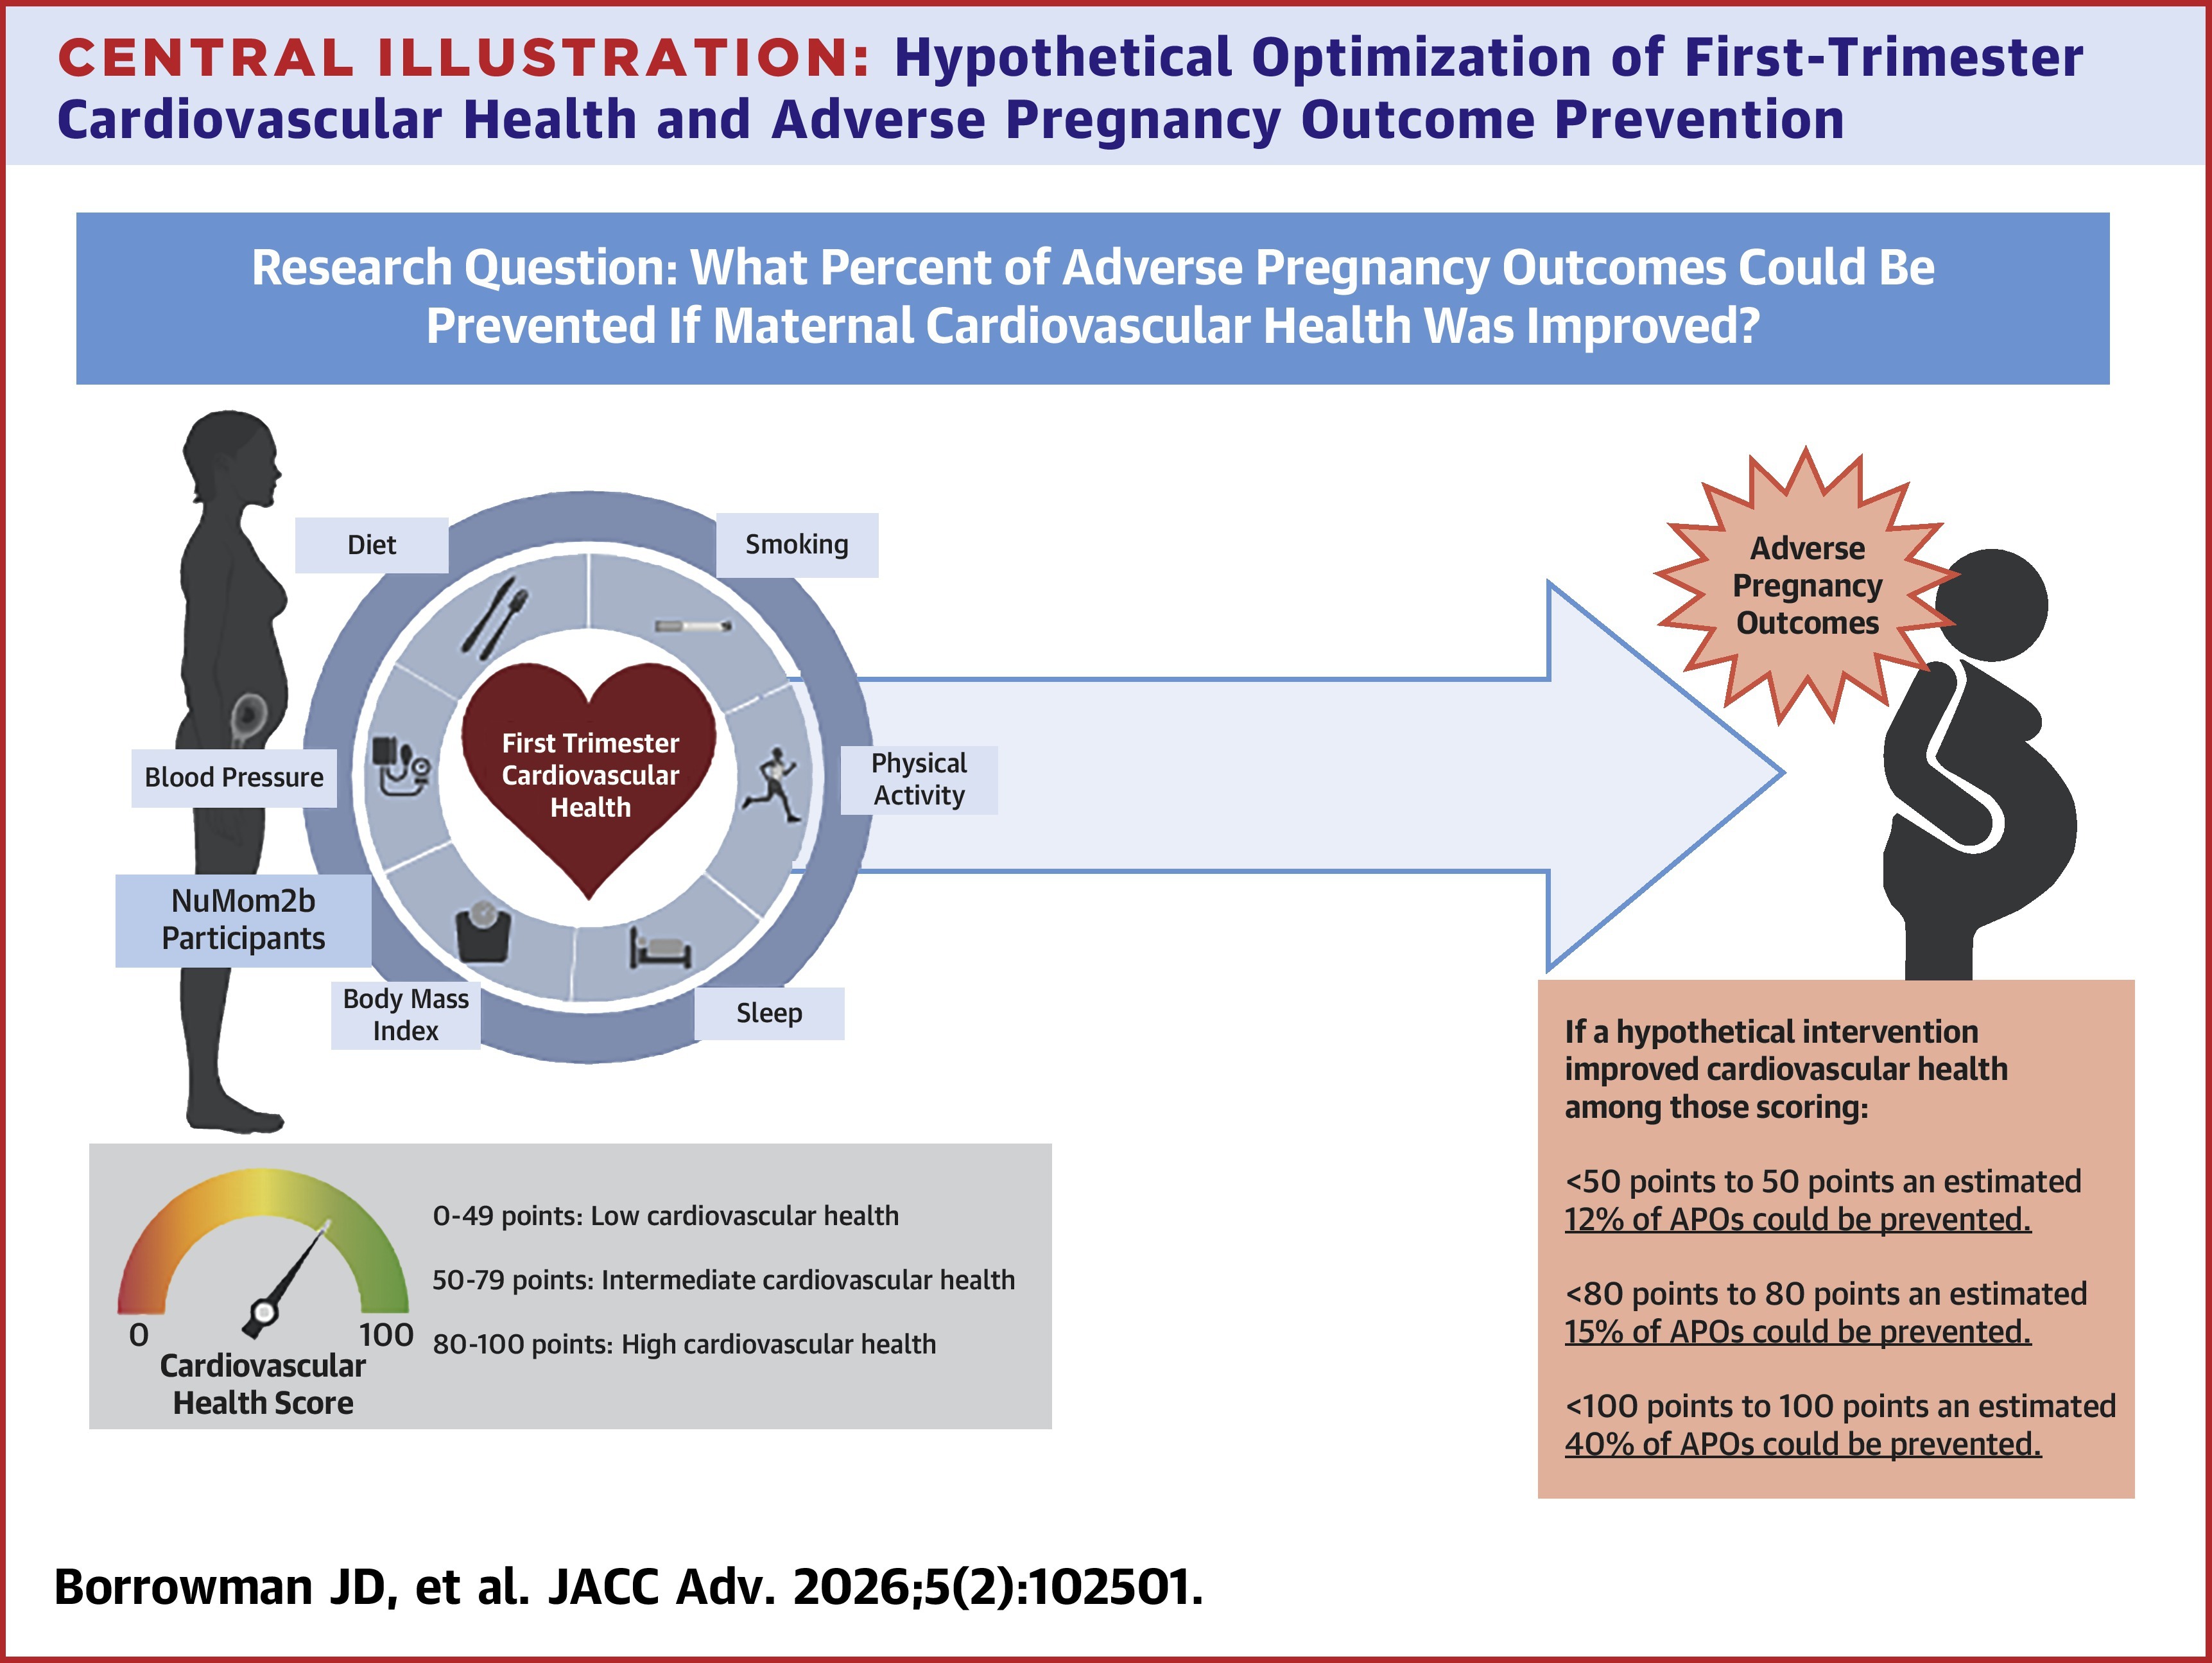 CENTRAL ILLUSTRATION: Hypothetical Optimization of First-Trimester
Cardiovascular Health and Adverse Pregnancy Outcome Prevention
Research Question: What Percent of Adverse Pregnancy Outcomes Could Be
Prevented If Maternal Cardiovascular Health Was Improved?
Diet
Smoking
Blood Pressure
First Trimester
Cardiovascular
Health
Physical
Activity
NuMom2b
Participants
Body Mass
Index
Sleep
Adverse
Pregnancy
Outcomes
0
100
Cardiovascular
Health Score
0-49 points: Low cardiovascular health
50-79 points: Intermediate cardiovascular health
80-100 points: High cardiovascular health
If a hypothetical intervention
improved cardiovascular health
among those scoring:
<50 points to 50 points an estimated
12% of APOs could be prevented.
<80 points to 80 points an estimated
15% of APOs could be prevented.
<100 points to 100 points an estimated
40% of APOs could be prevented.
Borrowman JD, et al. JACC Adv. 2026;5(2):102501.